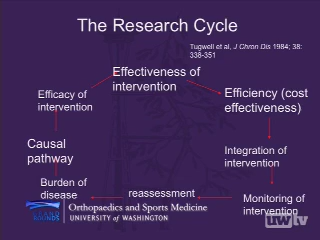 The Research Cycle
Tugwell et al, J Chron Dis 1984; 38:
338-351
Effectiveness of
intervention
Efficiency (cost
effectiveness)
Efficacy of
intervention
Causal
pathway
Integration of
intervention
Burden of
disease
reassessment
Monitoring of
intervention
GRAND
ROUNDS
Orthopaedics and Sports Medicine
UNIVERSITY of WASHINGTON
uwtv